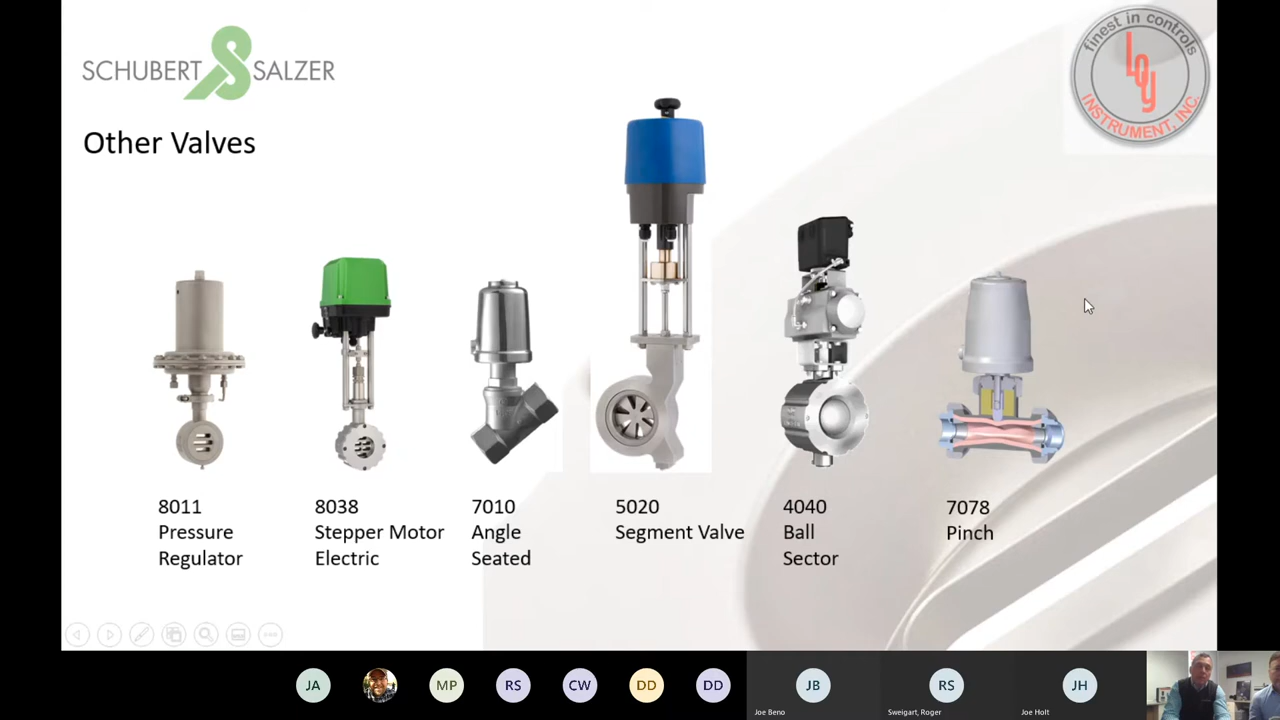 SCHUBERT SALZER
finest in controls
Loy
INSTRUMENT, INC.
Other Valves
8011
Pressure
Regulator
8038
Stepper Motor
Electric
7010
Angle
Seated
5020
Segment Valve
4040
Ball
Sector
7078
Pinch
JA
MP
RS
CW
DD
DD
JB
Joe Beno
RS
Sweigart, Roger
JH
Joe Holt